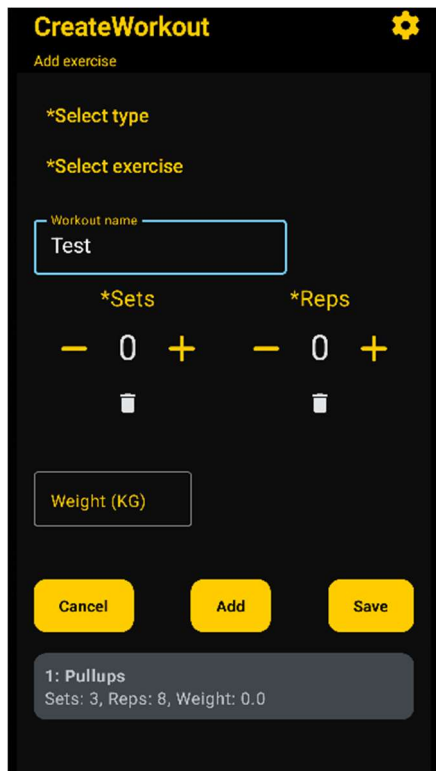 CreateWorkout
Add exercise
*Select type
*Select exercise
Workout name
Test
*Sets *Reps
0 0
Weight (KG)
Cancel Add Save
1: Pullups
Sets: 3, Reps: 8, Weight: 0.0